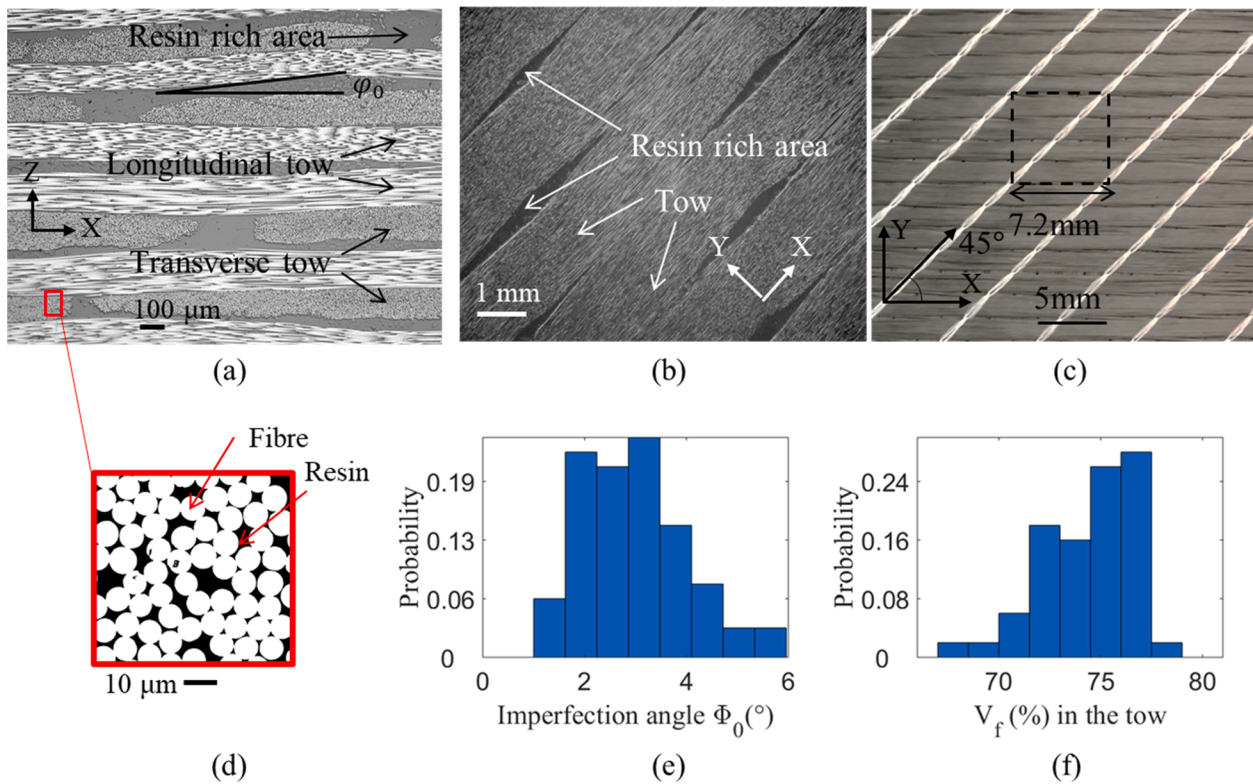 Resin rich area
φ0
Longitudinal tow
Z
X
Transverse tow
100 μm
(a)
Resin rich area
Tow
Y
X
1 mm
(b)
7.2mm
Y
45°
X
5mm
(c)
Fibre
Resin
10 μm
(d)
Probability
0.19
0.13
0.06
0
0
2
4
6
Imperfection angle Φ0(°)
(e)
Probability
0.24
0.16
0.08
0
70
75
80
Vf (%) in the tow
(f)